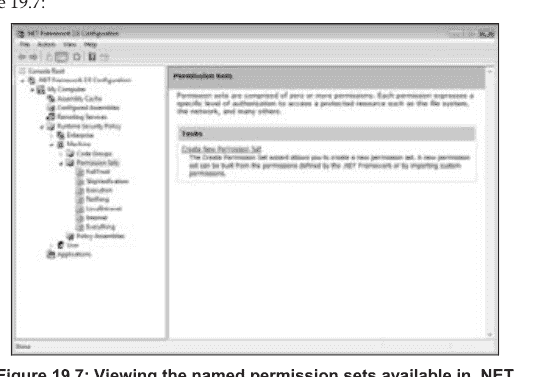 e 19.7:
.NET Framework 2.0 Configuration
File Action View Help
Console Root
.NET Framework 2.0 Configuration
My Computer
Assembly Cache
Configured Assemblies
Remoting Services
Runtime Security Policy
Enterprise
Machine
Code Groups
Permission Sets
FullTrust
SkipVerification
Execution
Nothing
LocalIntranet
Internet
Everything
Policy Assemblies
User
Applications
Permission Sets
Permission sets are comprised of zero or more permissions. Each permission expresses a
specific level of authorization to access a protected resource such as the file system,
the network, and many others.
Tasks
Create New Permission Set
The Create Permission Set wizard allows you to create a new permission set. A new permission
set can be built from the permissions defined by the .NET Framework or by importing custom
permissions.
Done
Figure 19.7: Viewing the named permission sets available in .NET